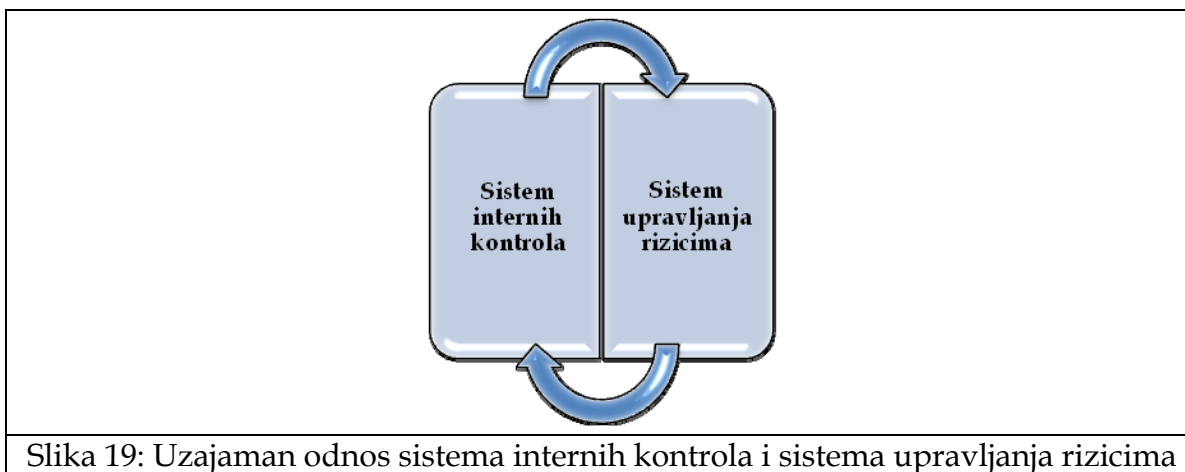 Sistem
internih
kontrola
Sistem
upravljanja
rizicima
Slika 19: Uzajaman odnos sistema internih kontrola i sistema upravljanja rizicima